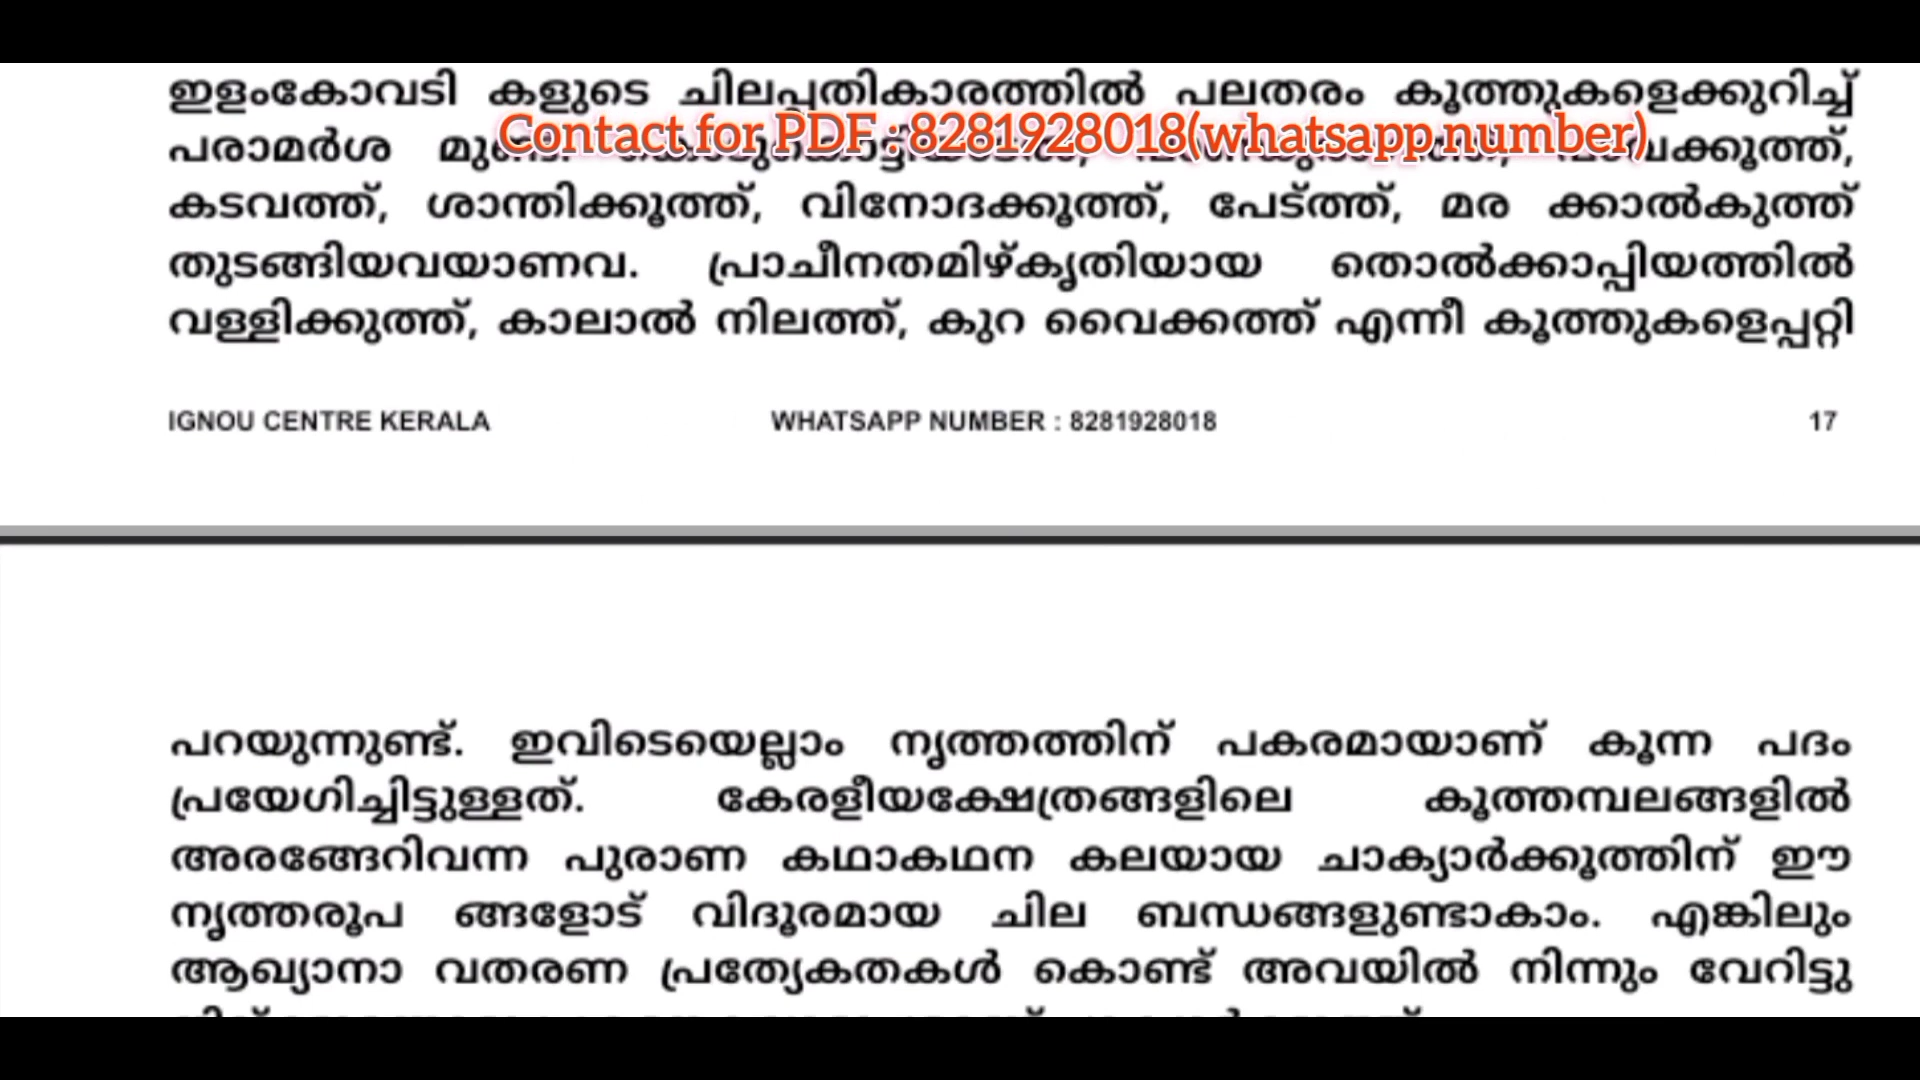 ഇളംകോവടി കളുടെ ചിലപ്പതികാരത്തിൽ പലതരം കൂത്തുകളെക്കുറിച്ച്
Contact for PDF : 8281928018(whatsapp number)
പരാമർശ
കടവത്ത്, ശാന്തിക്കൂത്ത്, വിനോദക്കൂത്ത്, പേട്ത്ത്, മര ക്കാൽകുത്ത്
തുടങ്ങിയവയാണവ. പ്രാചീനതമിഴ്കൃതിയായ തൊൽക്കാപ്പിയത്തിൽ
വള്ളിക്കുത്ത്, കാലാൽ നിലത്ത്, കുറ വൈക്കത്ത് എന്നീ കൂത്തുകളെപ്പറ്റി
IGNOU CENTRE KERALA WHATSAPP NUMBER : 8281928018 17
പറയുന്നുണ്ട്. ഇവിടെയെല്ലാം നൃത്തത്തിന് പകരമായാണ് കൂന്ന പദം
പ്രയേഗിച്ചിട്ടുള്ളത്. കേരളീയക്ഷേത്രങ്ങളിലെ കൂത്തമ്പലങ്ങളിൽ
അരങ്ങേറിവന്ന പുരാണ കഥാകഥന കലയായ ചാക്യാർക്കൂത്തിന് ഈ
നൃത്തരൂപ ങ്ങളോട് വിദൂരമായ ചില ബന്ധങ്ങളുണ്ടാകാം. എങ്കിലും
ആഖ്യാനാ വതരണ പ്രത്യേകതകൾ കൊണ്ട് അവയിൽ നിന്നും വേറിട്ടു